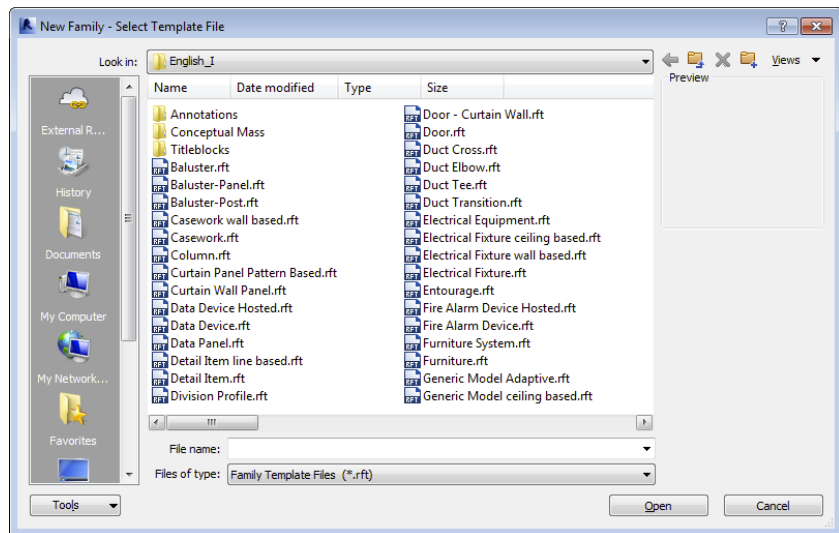 New Family - Select Template File
Look in: English_I Views
Name Date modified Type Size
Preview
External R...
History
Documents
My Computer
My Network...
Favorites
Annotations
Conceptual Mass
Titleblocks
Baluster.rft
Baluster-Panel.rft
Baluster-Post.rft
Casework wall based.rft
Casework.rft
Column.rft
Curtain Panel Pattern Based.rft
Curtain Wall Panel.rft
Data Device Hosted.rft
Data Device.rft
Data Panel.rft
Detail Item line based.rft
Detail Item.rft
Division Profile.rft
Door - Curtain Wall.rft
Door.rft
Duct Cross.rft
Duct Elbow.rft
Duct Tee.rft
Duct Transition.rft
Electrical Equipment.rft
Electrical Fixture ceiling based.rft
Electrical Fixture wall based.rft
Electrical Fixture.rft
Entourage.rft
Fire Alarm Device Hosted.rft
Fire Alarm Device.rft
Furniture System.rft
Furniture.rft
Generic Model Adaptive.rft
Generic Model ceiling based.rft
File name:
Files of type: Family Template Files (*.rft)
Tools Open Cancel